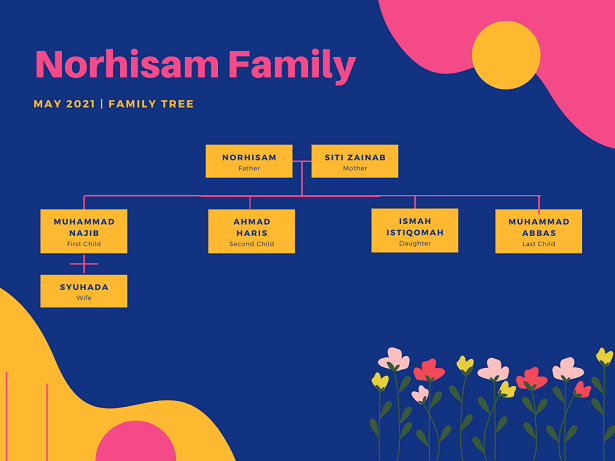 Norhisam Family
MAY 2021 | FAMILY TREE
NORHISAM
Father
SITI ZAINAB
Mother
MUHAMMAD
NAJIB
First Child
AHMAD
HARIS
Second Child
ISMAH
ISTIQOMAH
Daughter
MUHAMMAD
ABBAS
Last Child
SYUHADA
Wife